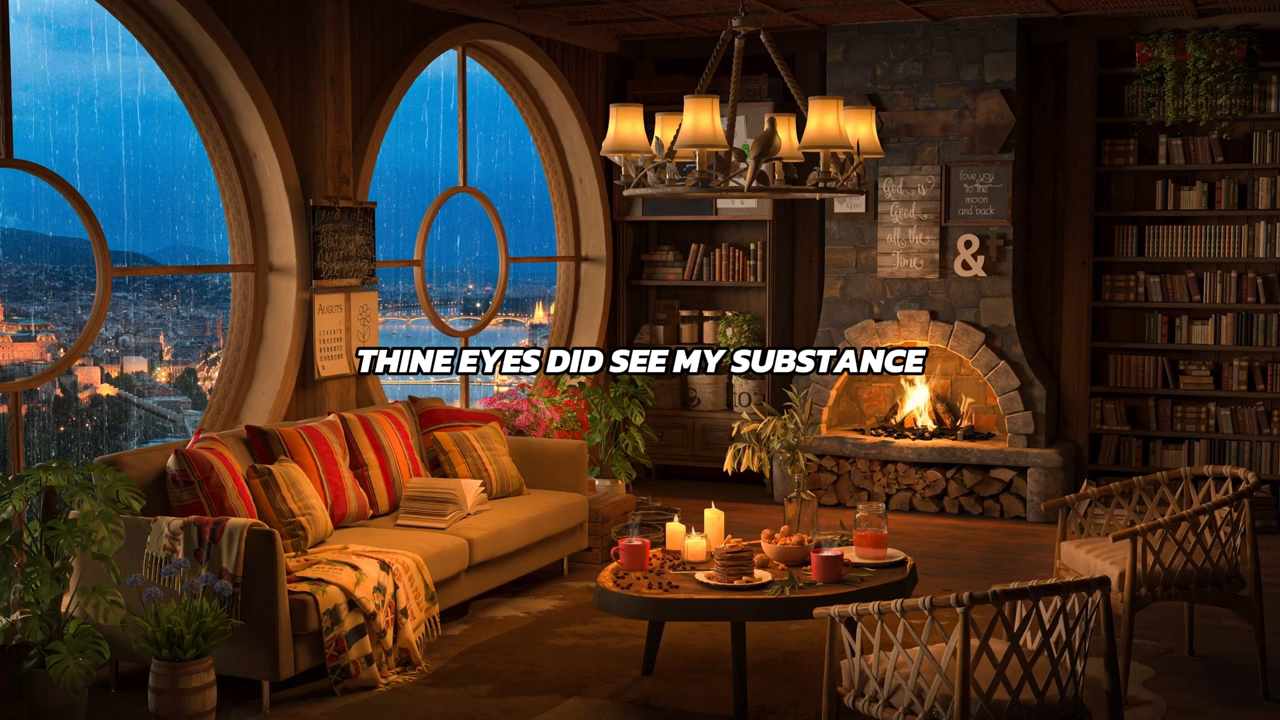 God is
Good
all the
Time
love you
to the
moon
and back
&
AUGUTS
THINE EYES DID SEE MY SUBSTANCE